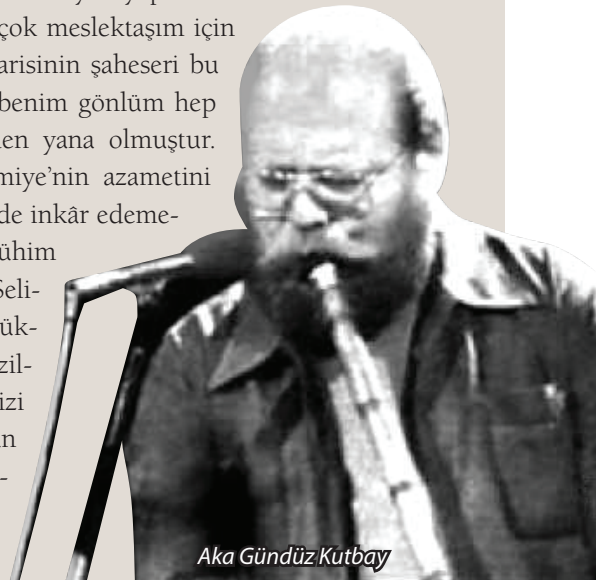 çok meslektaşım için
arisinin şaheseri bu
benim gönlüm hep
en yana olmuştur.
miye'nin azametini
de inkâr edeme-
ühim
Seli-
ük-
zil-
izi
n
-
Aka Gündüz Kutbay